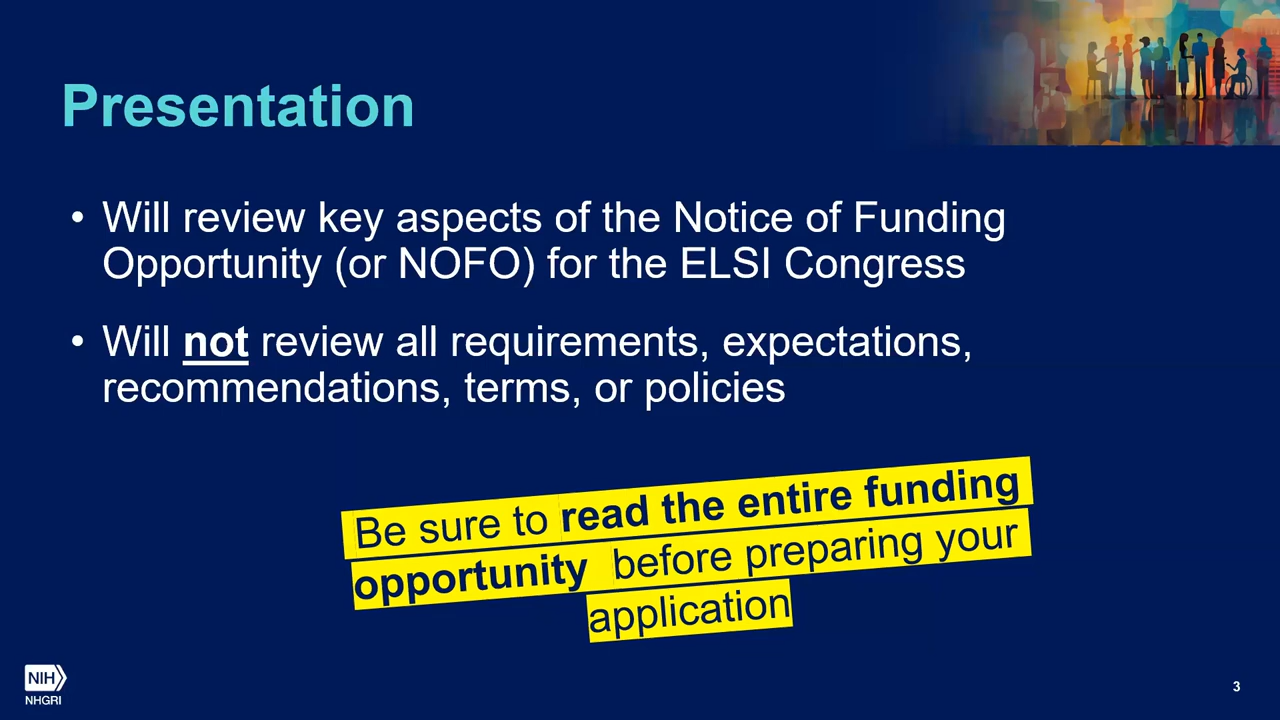 Presentation
• Will review key aspects of the Notice of Funding
Opportunity (or NOFO) for the ELSI Congress
• Will not review all requirements, expectations,
recommendations, terms, or policies
Be sure to read the entire funding
opportunity before preparing your
application
NIH
NHGRI
3